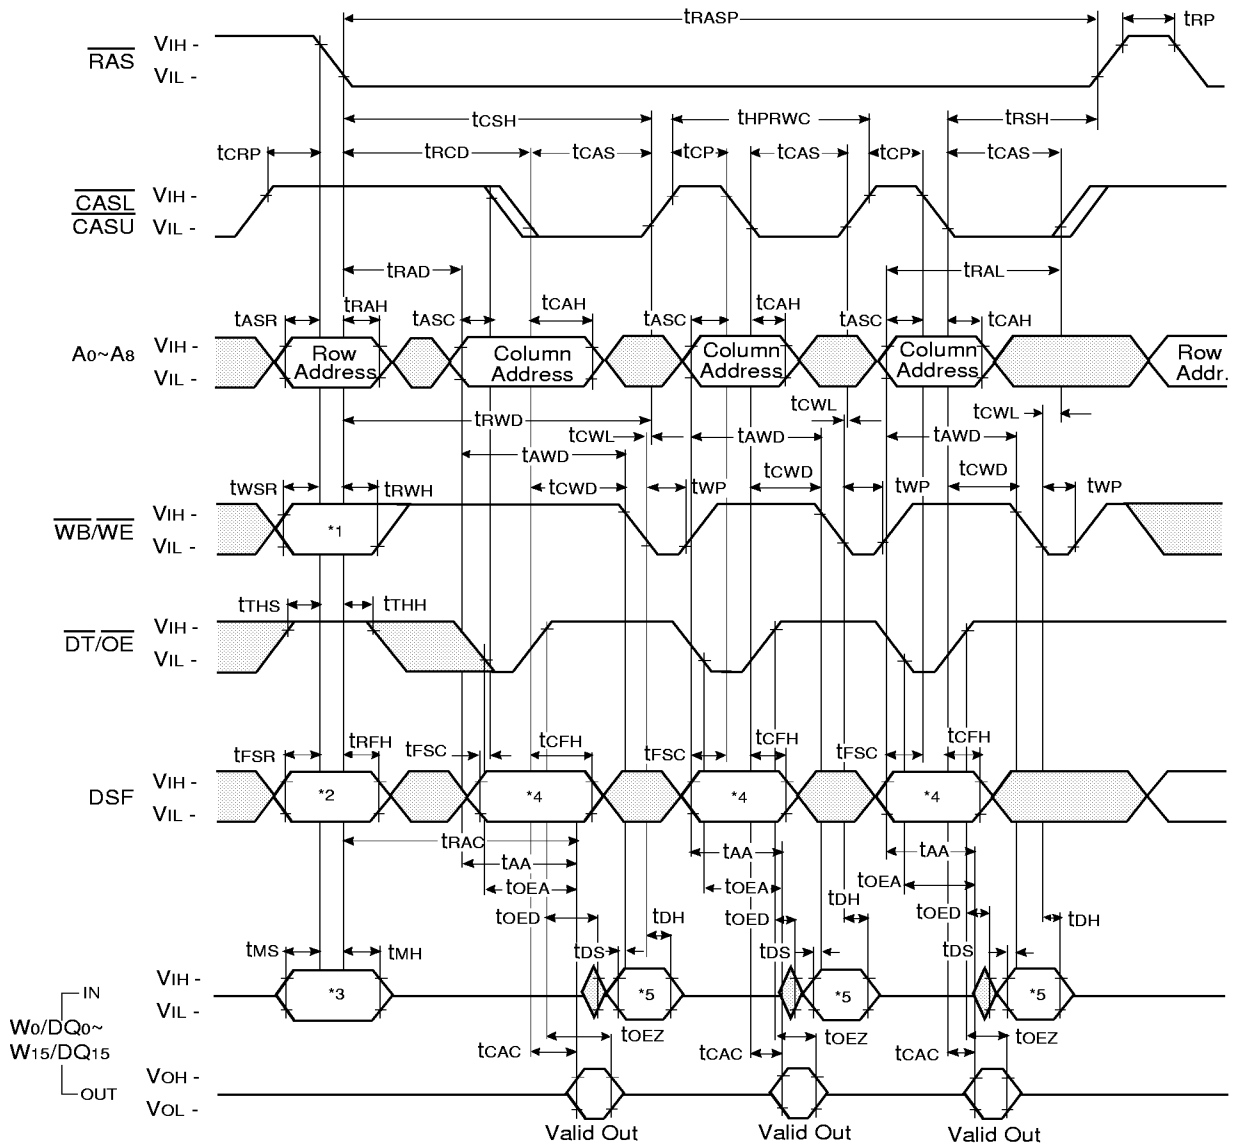 tRASP
tRP
RAS
VIH -
VIL -
tCSH
tHPRWC
tRSH
tCRP
tRCD
tCAS
tCP
tCAS
tCP
tCAS
CASL
CASU
VIH -
VIL -
tRAD
tRAL
tASR
tRAH
tASC
tCAH
tASC
tCAH
tASC
tCAH
A0~A8
VIH -
VIL -
Row Address
Column Address
Column Address
Column Address
Row Addr.
tRWD
tCWL
tCWL
tCWL
tAWD
tAWD
tAWD
tWSR
tRWH
tCWD
tWP
tCWD
tWP
tCWD
tWP
WB/WE
VIH -
VIL -
*1
tTHS
tTHH
DT/OE
VIH -
VIL -
tFSR
tRFH
tFSC
tCFH
tFSC
tCFH
tFSC
tCFH
DSF
VIH -
VIL -
*2
*4
*4
*4
tRAC
tAA
tAA
tAA
tOEA
tOEA
tOEA
tOED
tDH
tOED
tDH
tOED
tDH
tMS
tMH
tDS
tDS
tDS
VIH -
VIL -
*3
*5
*5
*5
IN
W0/DQ0~
W15/DQ15
OUT
tOEZ
tOEZ
tOEZ
tCAC
tCAC
tCAC
VOH -
VOL -
Valid Out
Valid Out
Valid Out